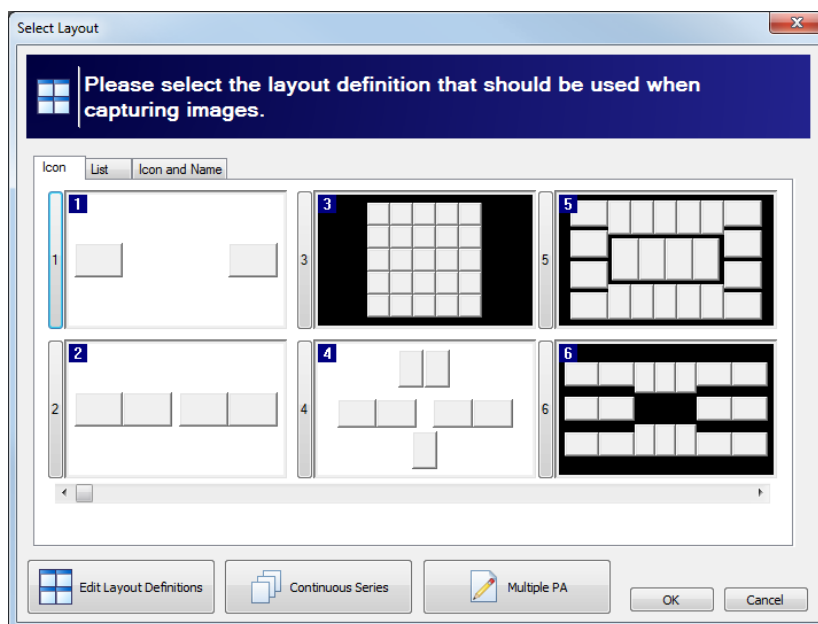 Select Layout
Please select the layout definition that should be used when
capturing images.
Icon List Icon and Name
1 1 3 3 5 5
2 2 4 4 6 6
Edit Layout Definitions Continuous Series Multiple PA OK Cancel